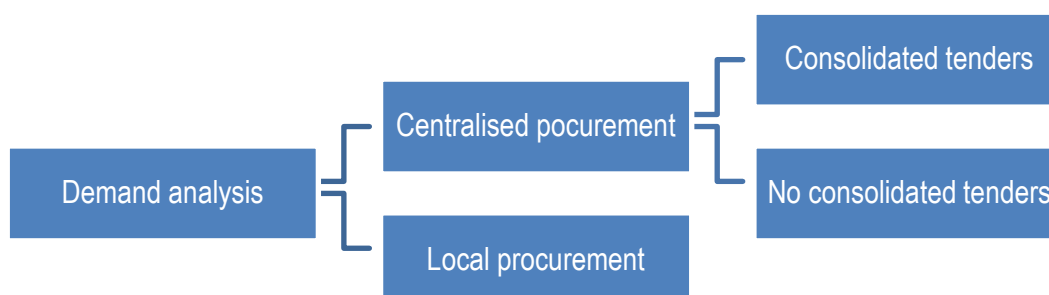 Demand analysis
Centralised pocurement
Local procurement
Consolidated tenders
No consolidated tenders